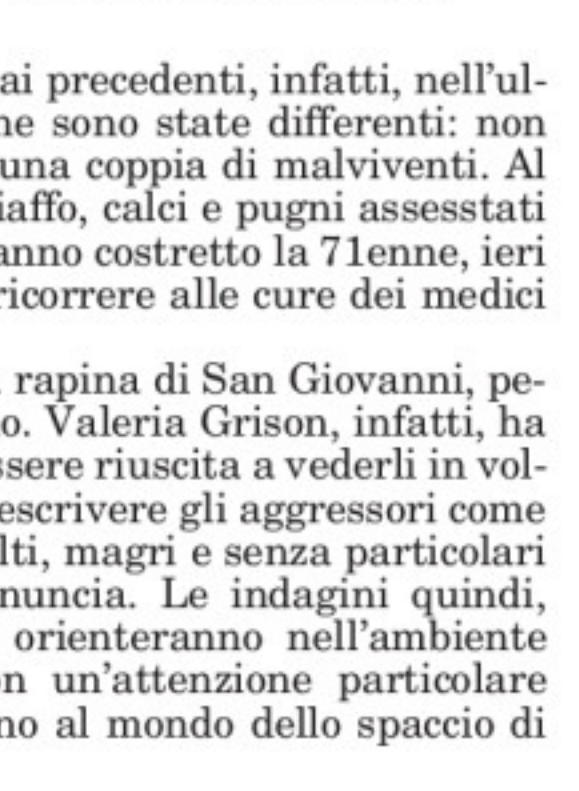 ai precedenti, infatti, nell'ul-
ne sono state differenti: non
una coppia di malviventi. Al
iaffo, calci e pugni assesstati
anno costretto la 71enne, ieri
ricorrere alle cure dei medici
rapina di San Giovanni, pe-
o. Valeria Grison, infatti, ha
ssere riuscita a vederli in vol-
escrivere gli aggressori come
lti, magri e senza particolari
nuncia. Le indagini quindi,
orienteranno nell'ambiente
on un'attenzione particolare
no al mondo dello spaccio di